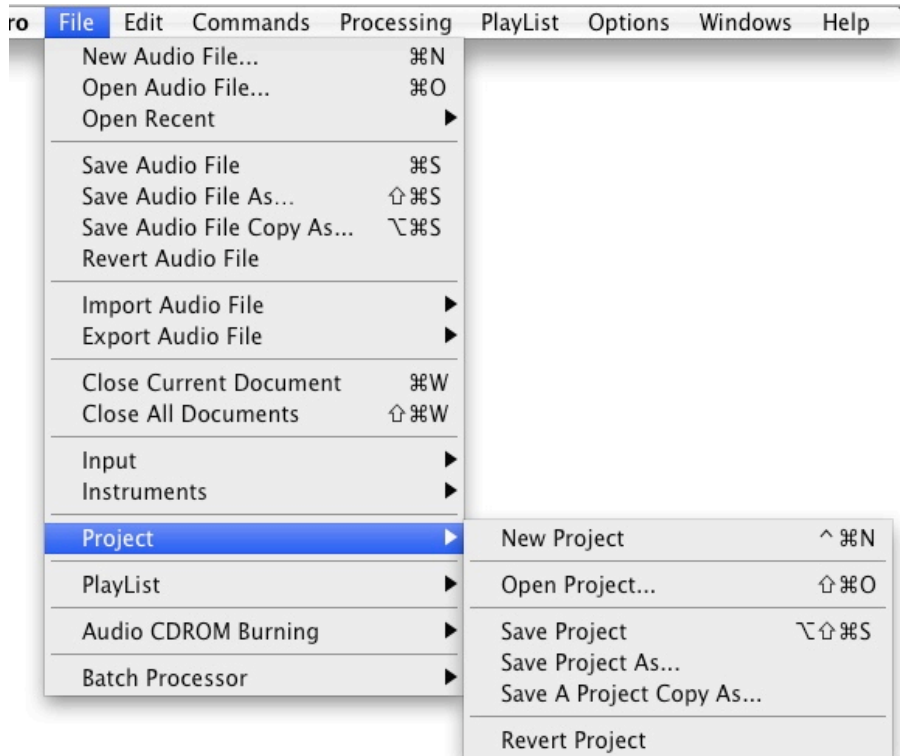 ro File Edit Commands Processing PlayList Options Windows Help
New Audio File... ⌘N
Open Audio File... ⌘O
Open Recent ▶
Save Audio File ⌘S
Save Audio File As... ⇧⌘S
Save Audio File Copy As... ⌥⌘S
Revert Audio File
Import Audio File ▶
Export Audio File ▶
Close Current Document ⌘W
Close All Documents ⇧⌘W
Input ▶
Instruments ▶
Project ▶
New Project ^⌘N
PlayList ▶
Open Project... ⇧⌘O
Audio CDROM Burning ▶
Save Project ⌥⇧⌘S
Save Project As...
Batch Processor ▶
Save A Project Copy As...
Revert Project